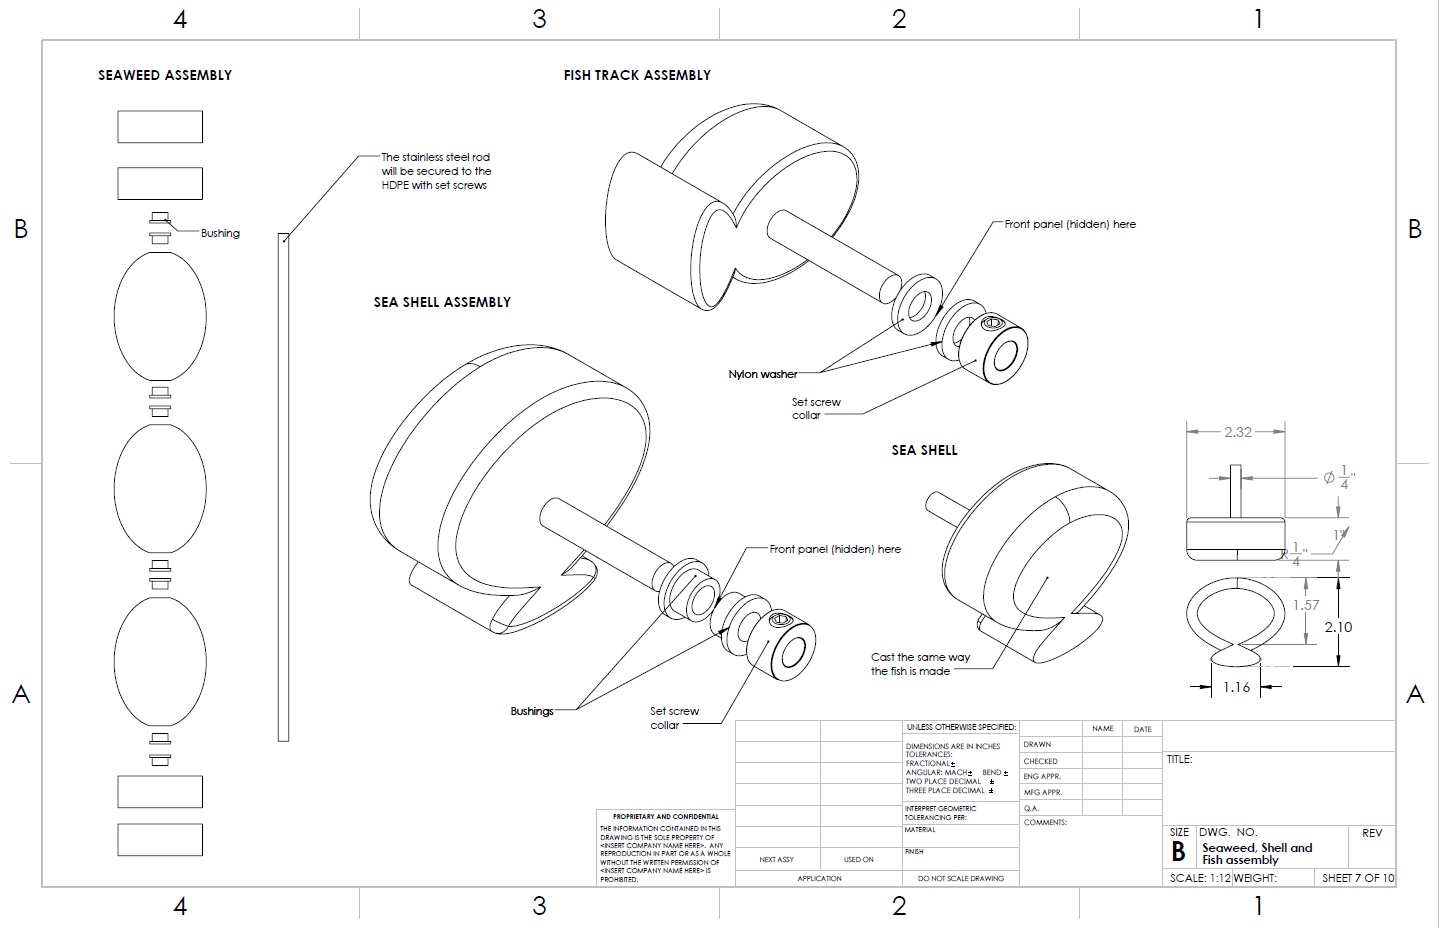 4
3
2
1
B
B
A
A
SEAWEED ASSEMBLY
FISH TRACK ASSEMBLY
The stainless steel rod
will be secured to the
HDPE with set screws
Bushing
Front panel (hidden) here
SEA SHELL ASSEMBLY
Nylon washer
Set screw
collar
SEA SHELL
2.32
Ø 1/4"
1"
R 1/4"
1.57
2.10
1.16
Front panel (hidden) here
Cast the same way
the fish is made
Bushings
Set screw
collar
PROPRIETARY AND CONFIDENTIAL
THE INFORMATION CONTAINED IN THIS
DRAWING IS THE SOLE PROPERTY OF
<INSERT COMPANY NAME HERE>. ANY
REPRODUCTION IN PART OR AS A WHOLE
WITHOUT THE WRITTEN PERMISSION OF
<INSERT COMPANY NAME HERE> IS
PROHIBITED.
NEXT ASSY
USED ON
APPLICATION
UNLESS OTHERWISE SPECIFIED:
DIMENSIONS ARE IN INCHES
TOLERANCES:
FRACTIONAL±
ANGULAR: MACH± BEND ±
TWO PLACE DECIMAL ±
THREE PLACE DECIMAL ±
INTERPRET GEOMETRIC
TOLERANCING PER:
MATERIAL
FINISH
DO NOT SCALE DRAWING
NAME
DATE
DRAWN
CHECKED
ENG APPR.
MFG APPR.
Q.A.
COMMENTS:
TITLE:
SIZE
B
DWG. NO.
Seaweed, Shell and
Fish assembly
REV
SCALE: 1:12
WEIGHT:
SHEET 7 OF 10
4
3
2
1